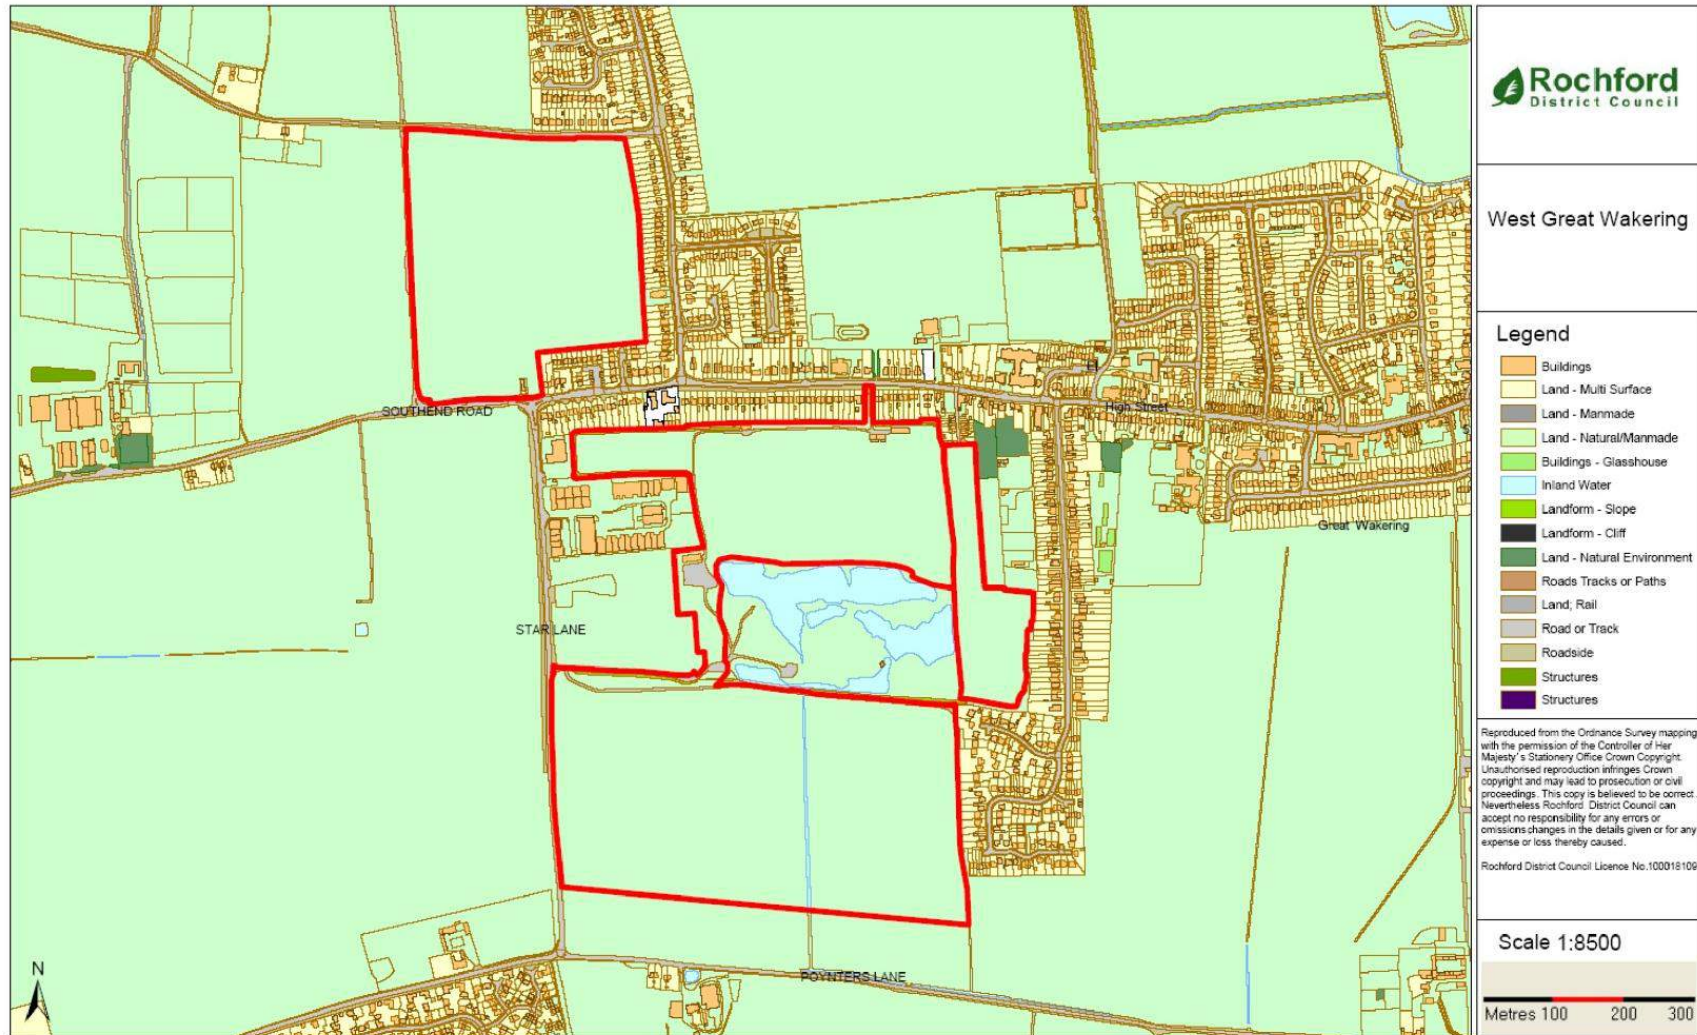 SOUTHEND ROAD
High Street
Great Wakering
STAR LANE
POYNTERS LANE
N
Rochford
District Council
West Great Wakering
Legend
Buildings
Land - Multi Surface
Land - Manmade
Land - Natural/Manmade
Buildings - Glasshouse
Inland Water
Landform - Slope
Landform - Cliff
Land - Natural Environment
Roads Tracks or Paths
Land; Rail
Road or Track
Roadside
Structures
Structures
Reproduced from the Ordnance Survey mapping
with the permission of the Controller of Her
Majesty's Stationery Office Crown Copyright.
Unauthorised reproduction infringes Crown
copyright and may lead to prosecution or civil
proceedings. This copy is believed to be correct.
Nevertheless Rochford District Council can
accept no responsibility for any errors or
omissions changes in the details given or for any
expense or loss thereby caused.
Rochford District Council Licence No.100018109
Scale 1:8500
Metres 100 200 300